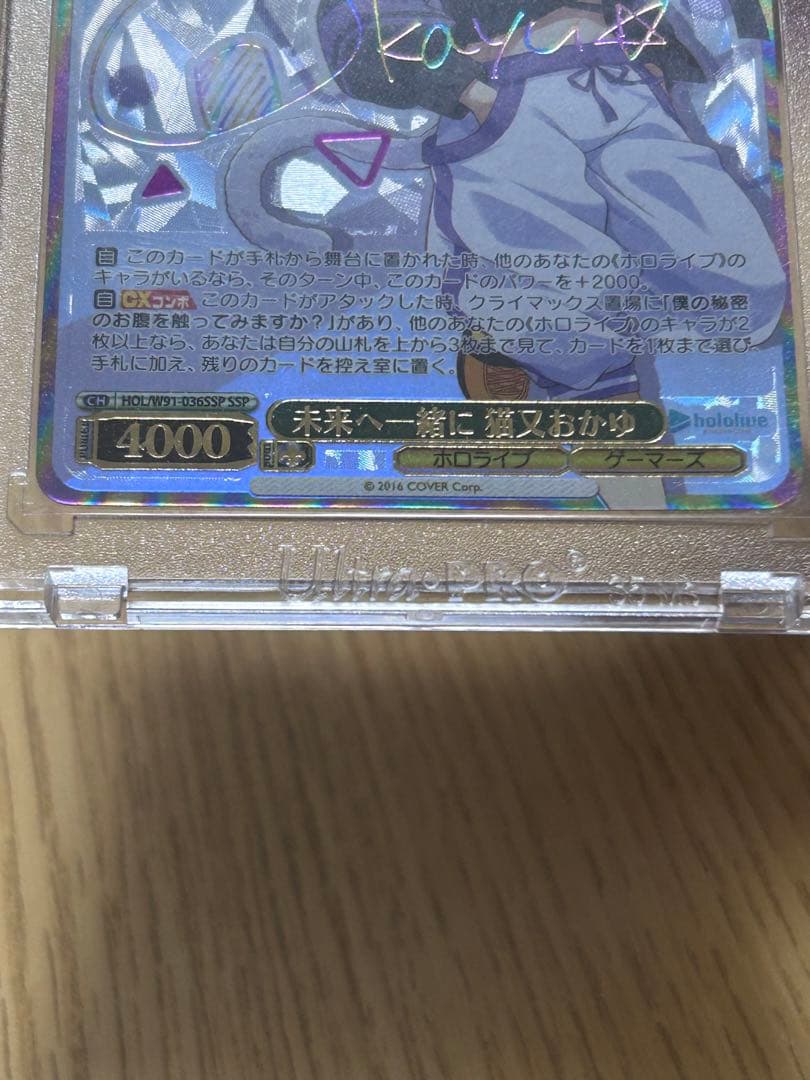 kayu☆
自 このカードが手札から舞台に置かれた時、他のあなたの《ホロライブ》の
キャラがいるなら、そのターン中、このカードのパワーを+2000。
自 CXコンボ このカードがアタックした時、クライマックス置場に「僕の秘密
のお腹を触ってみますか？」があり、他のあなたの《ホロライブ》のキャラが2
枚以上なら、あなたは自分の山札を上から3枚まで見て、カードを1枚まで選び、
手札に加え、残りのカードを控え室に置く。
CH HOL/W91-036SSP SSP
4000
未来へ一緒に 猫又おかゆ
hololive
ホロライブ ゲーマーズ
© 2016 COVER Corp.
Ultra·PRO®